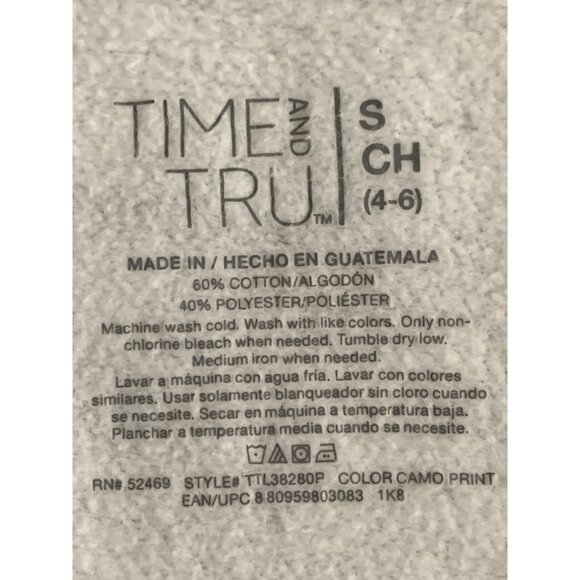 TIME AND TRU™
S
CH
(4-6)
MADE IN / HECHO EN GUATEMALA
60% COTTON/ALGODÓN
40% POLYESTER/POLIÉSTER
Machine wash cold. Wash with like colors. Only non-
chlorine bleach when needed. Tumble dry low.
Medium iron when needed.
Lavar a máquina con agua fría. Lavar con colores
similares. Usar solamente blanqueador sin cloro cuando
se necesite. Secar en máquina a temperatura baja.
Planchar a temperatura media cuando se necesite.
RN# 52469 STYLE# TTL38280P COLOR CAMO PRINT
EAN/UPC 8 80959803083 1K8